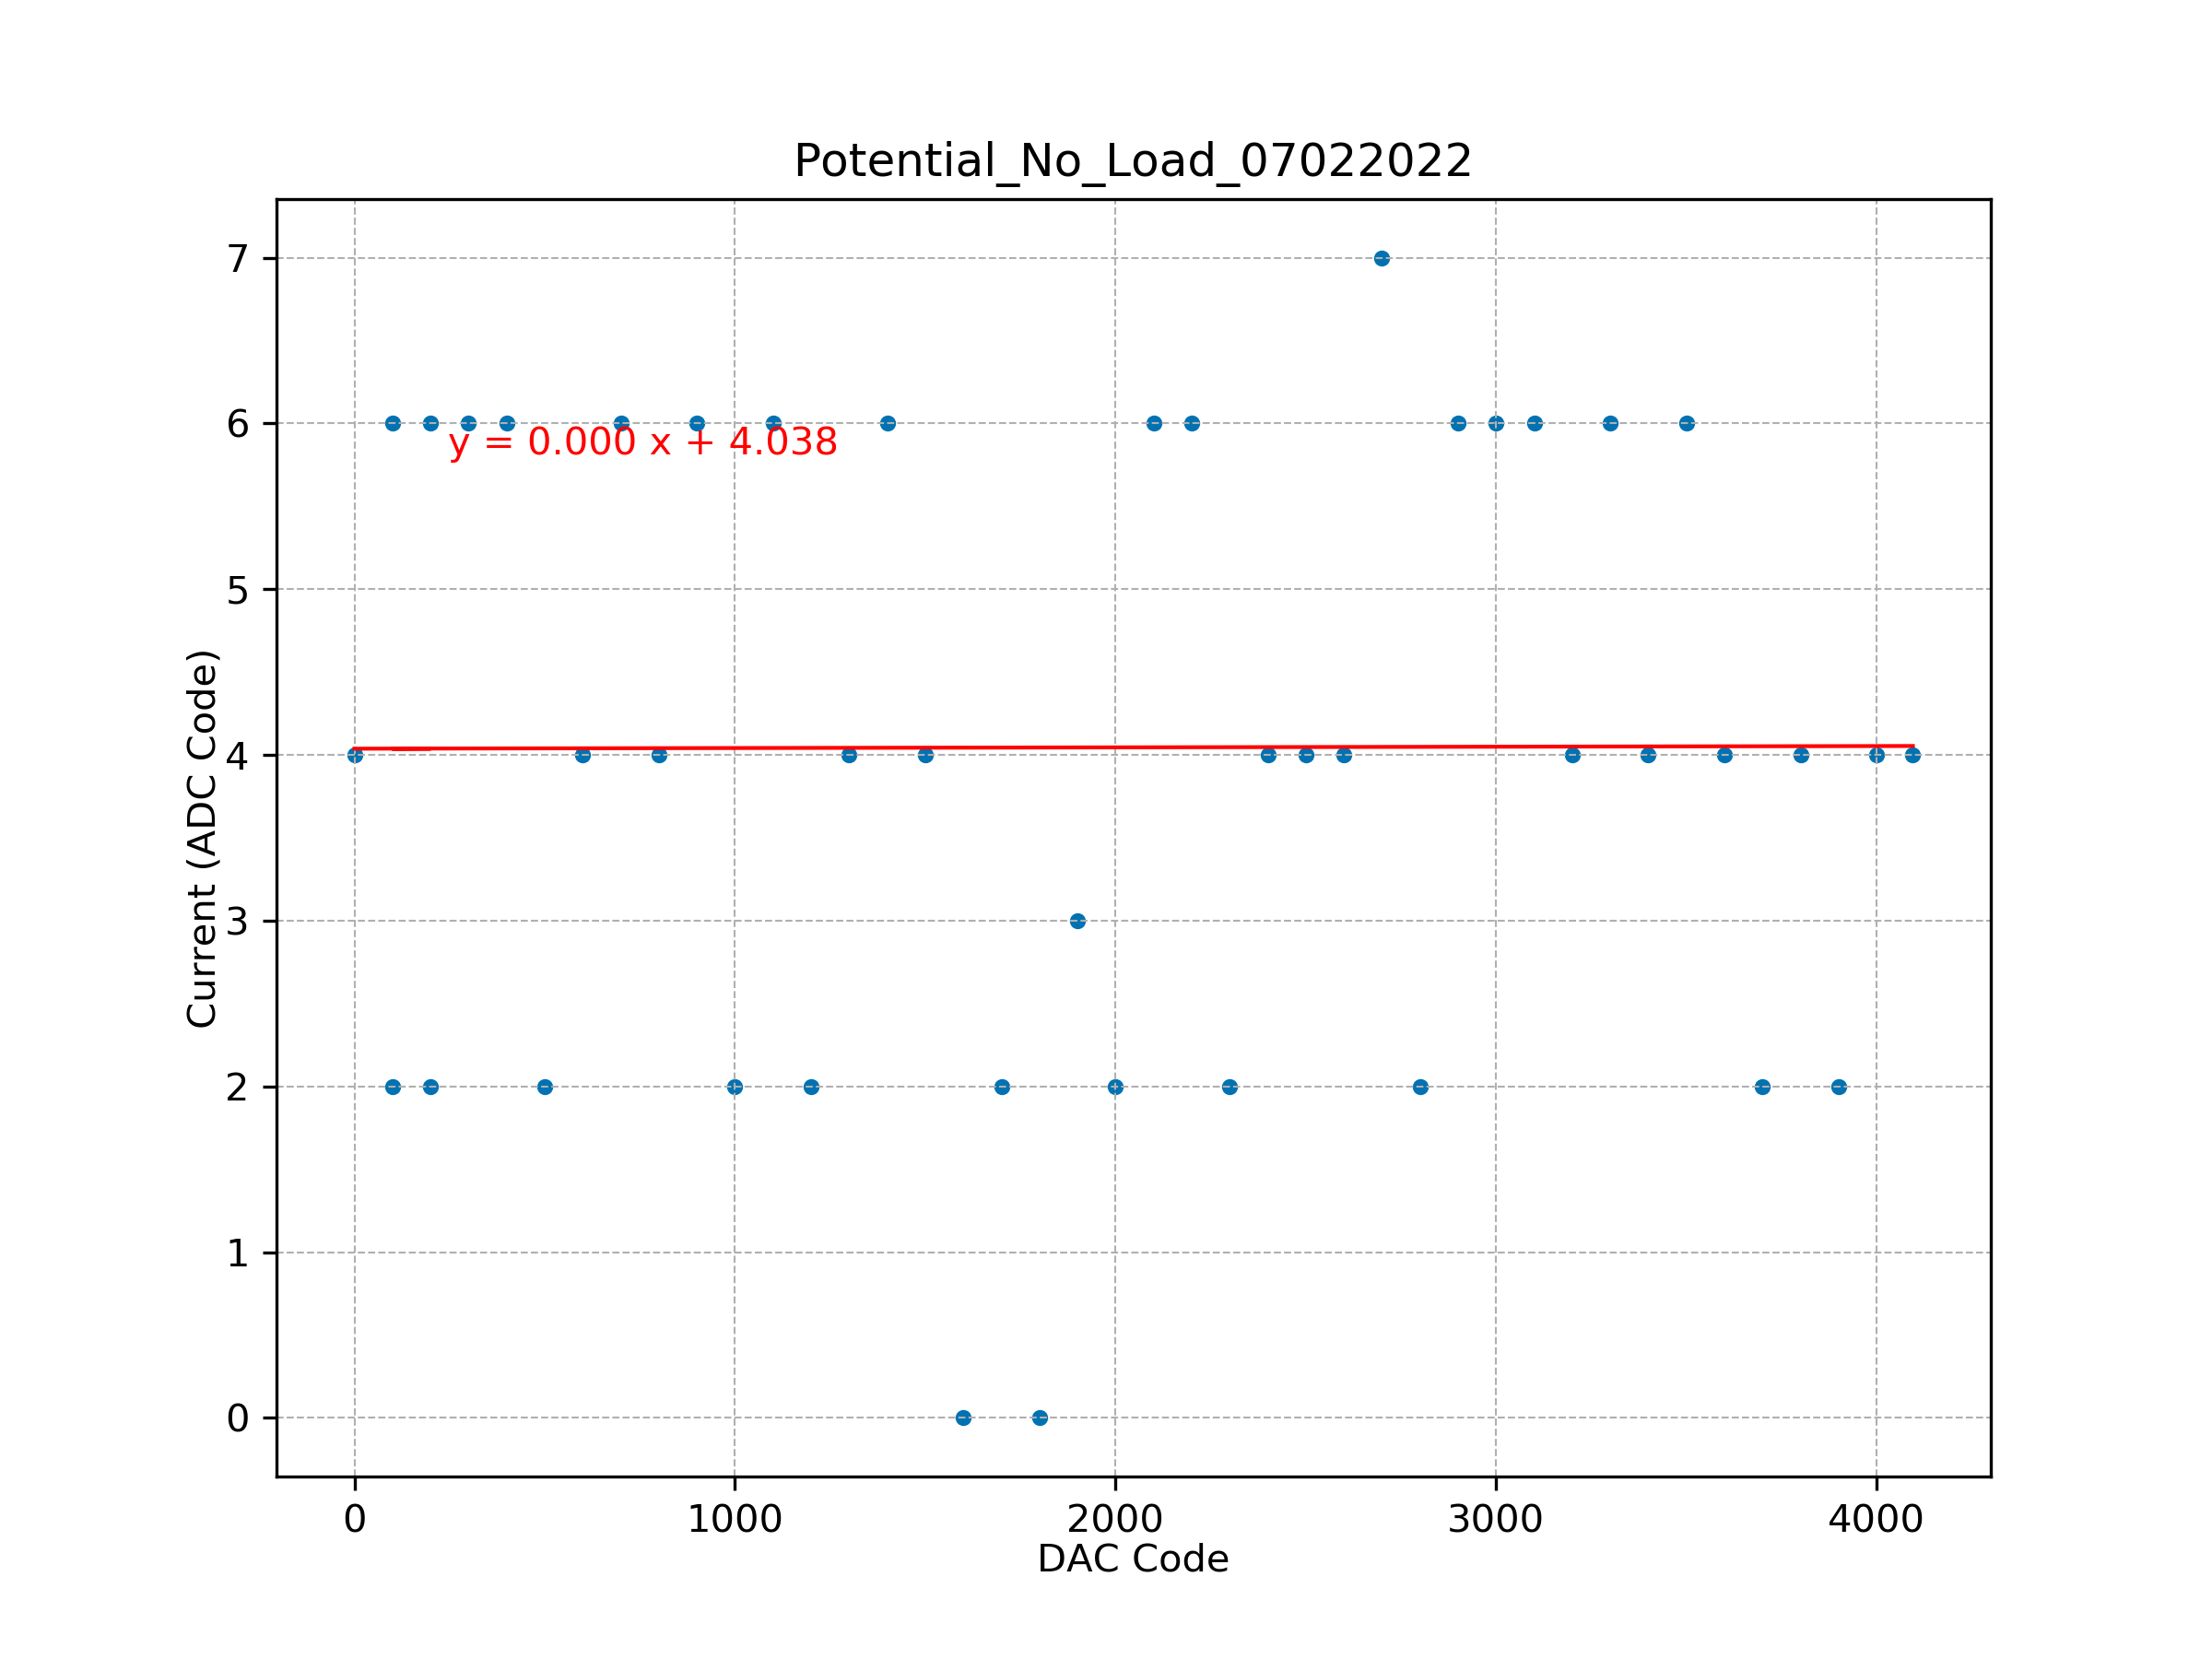 Potential_No_Load_07022022
7
6
y = 0.000 x + 4.038
5
4
3
2
1
0
Current (ADC Code)
0 1000 2000 3000 4000
DAC Code